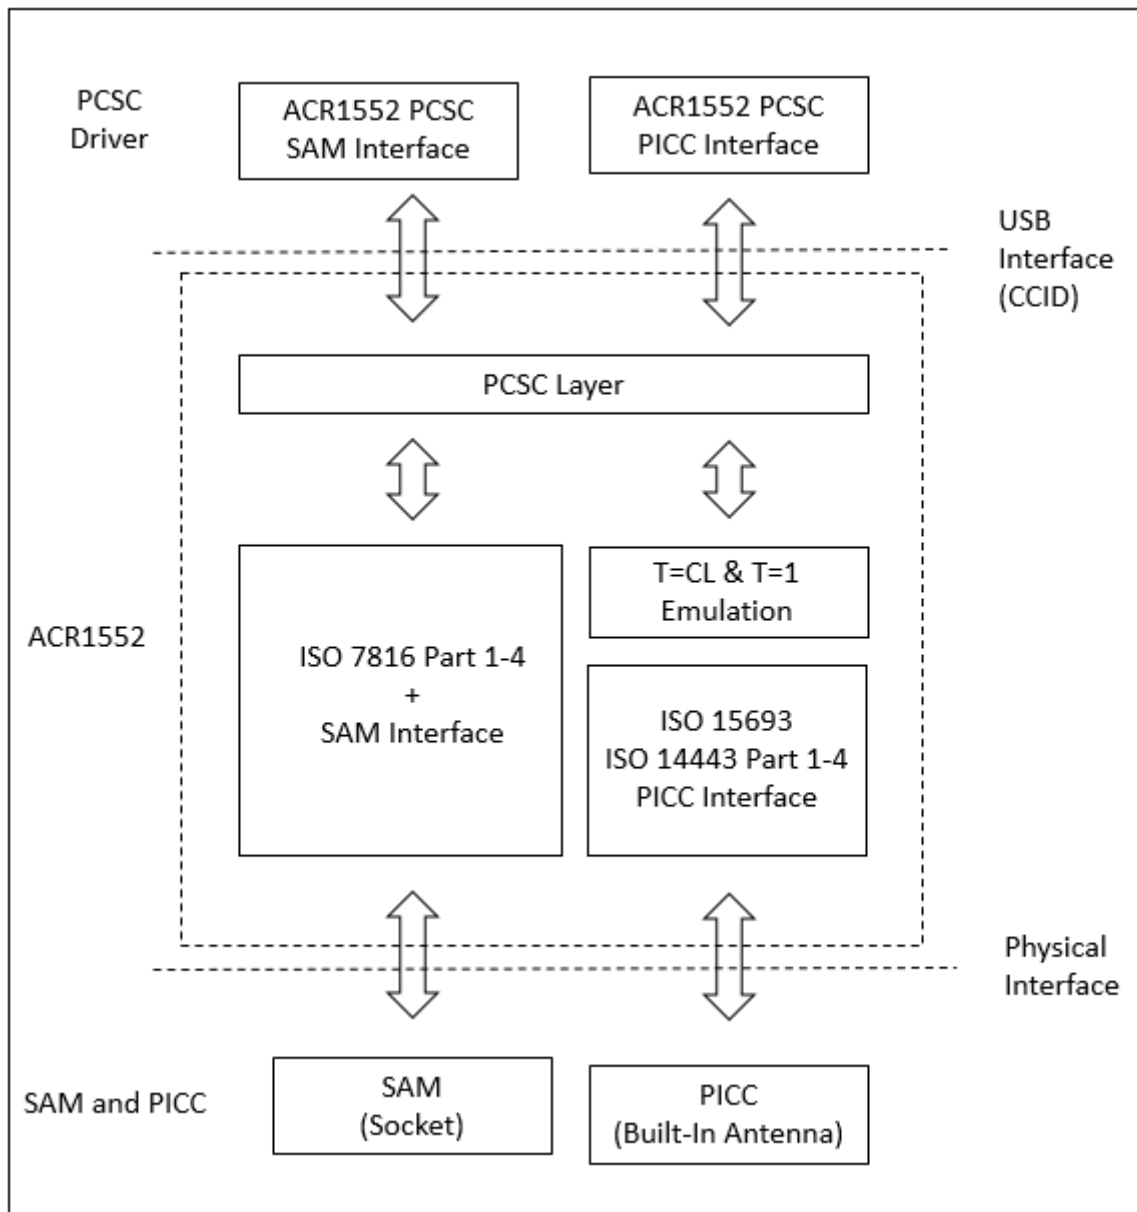 PCSC
Driver
ACR1552 PCSC
SAM Interface
ACR1552 PCSC
PICC Interface
USB
Interface
(CCID)
PCSC Layer
ACR1552
ISO 7816 Part 1-4
+
SAM Interface
T=CL & T=1
Emulation
ISO 15693
ISO 14443 Part 1-4
PICC Interface
Physical
Interface
SAM and PICC
SAM
(Socket)
PICC
(Built-In Antenna)